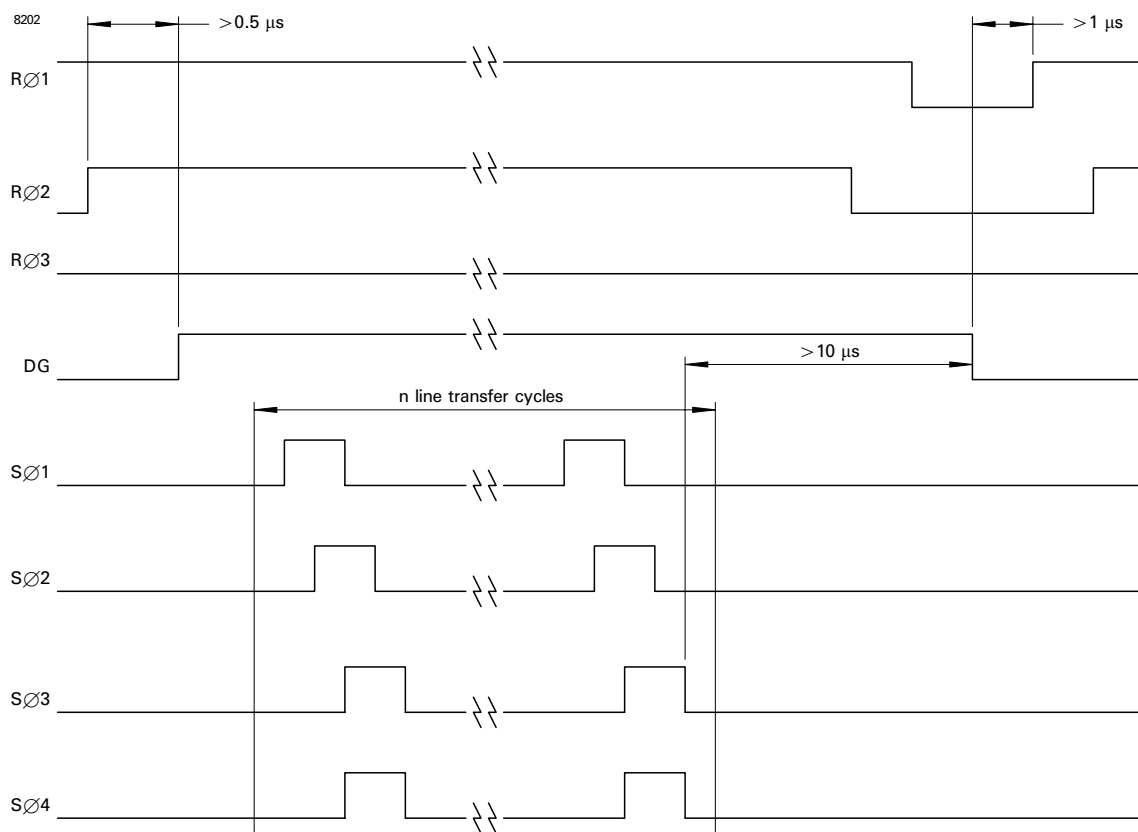 8202
>0.5 μs
>1 μs
R∅1
R∅2
R∅3
DG
>10 μs
n line transfer cycles
S∅1
S∅2
S∅3
S∅4